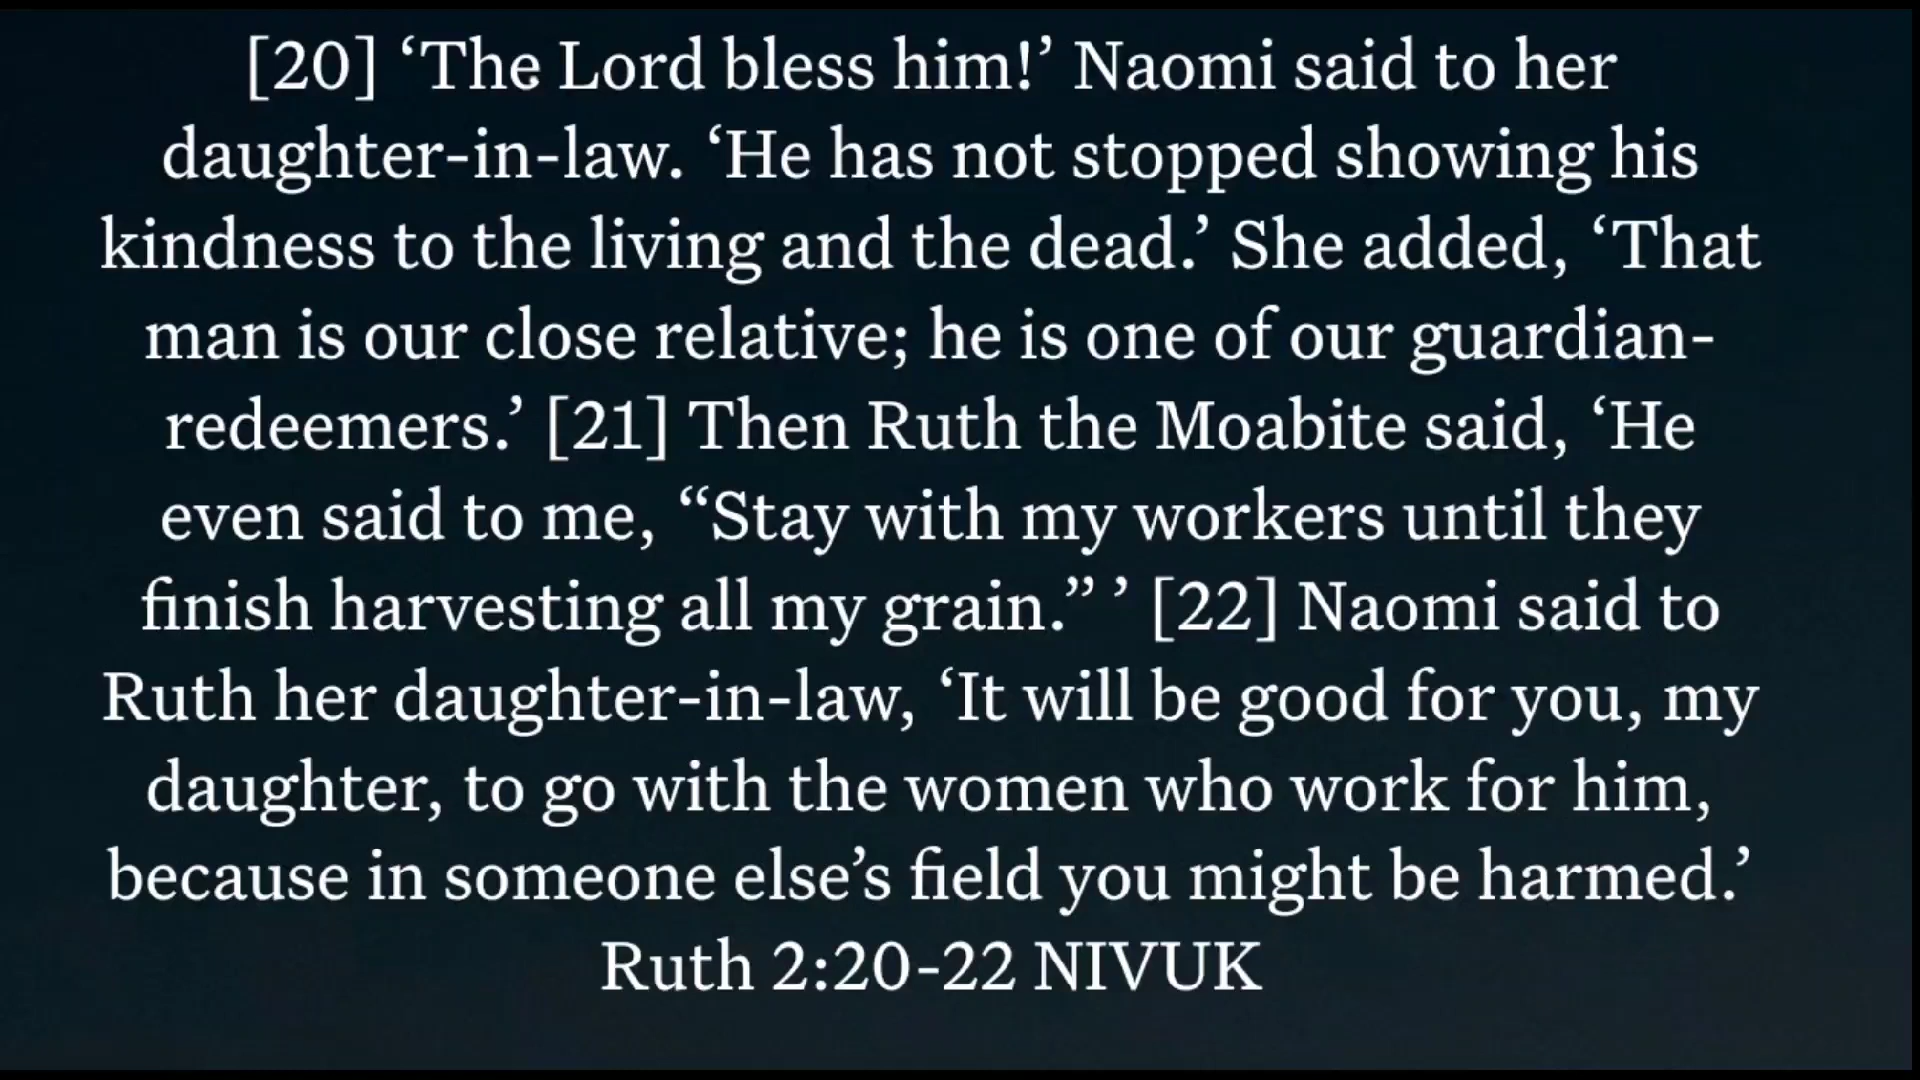 [20] ‘The Lord bless him!’ Naomi said to her
daughter-in-law. ‘He has not stopped showing his
kindness to the living and the dead.’ She added, ‘That
man is our close relative; he is one of our guardian-
redeemers.’ [21] Then Ruth the Moabite said, ‘He
even said to me, “Stay with my workers until they
finish harvesting all my grain.” ’ [22] Naomi said to
Ruth her daughter-in-law, ‘It will be good for you, my
daughter, to go with the women who work for him,
because in someone else’s field you might be harmed.’
Ruth 2:20-22 NIVUK